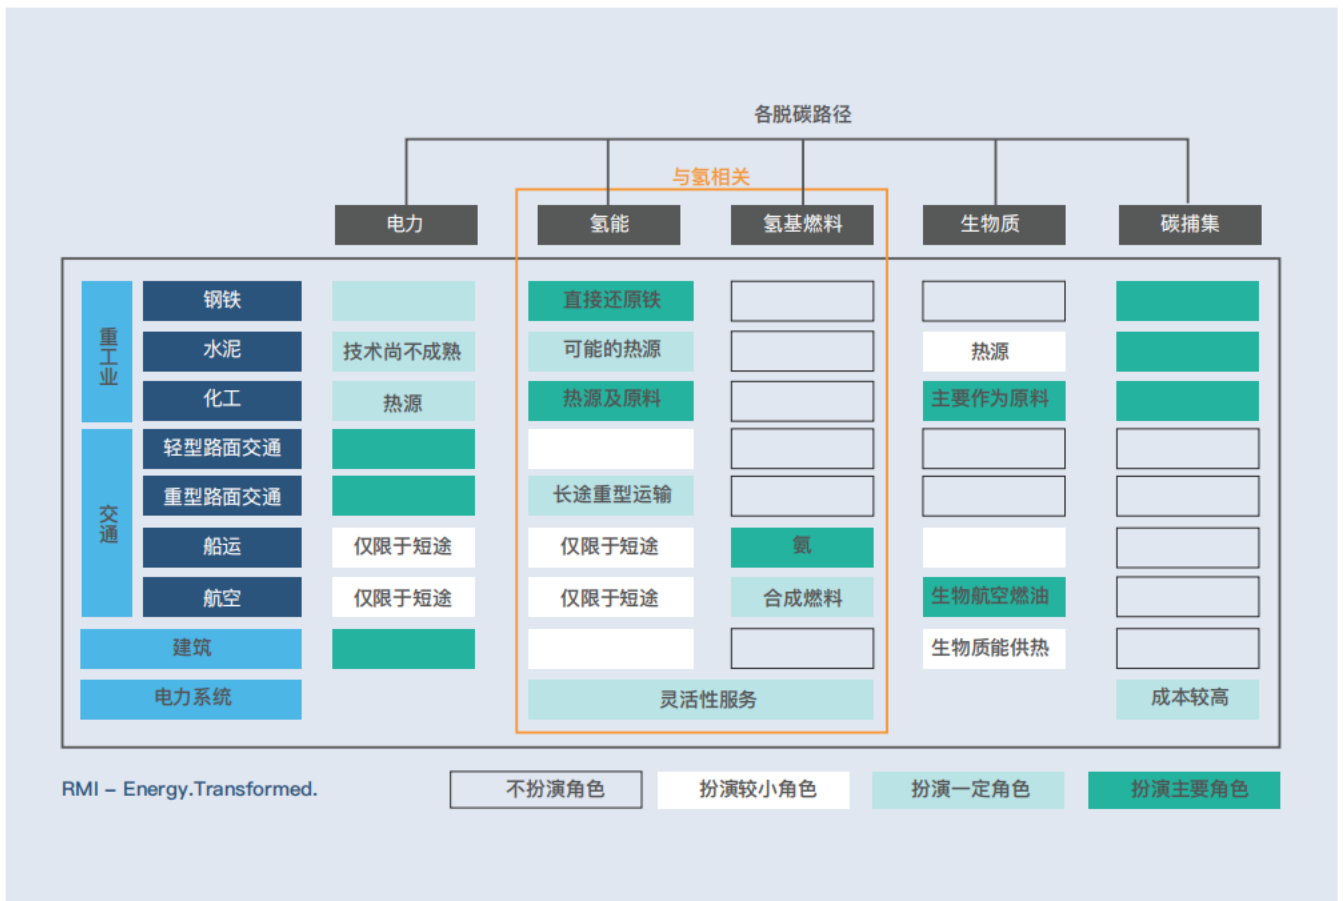 各脱碳路径
与氢相关
电力
氢能
氢基燃料
生物质
碳捕集
重工业
钢铁
直接还原铁
水泥
技术尚不成熟
可能的热源
热源
化工
热源
热源及原料
主要作为原料
交通
轻型路面交通
重型路面交通
长途重型运输
船运
仅限于短途
仅限于短途
氨
航空
仅限于短途
仅限于短途
合成燃料
生物航空燃油
建筑
生物质能供热
电力系统
灵活性服务
成本较高
RMI – Energy.Transformed.
不扮演角色
扮演较小角色
扮演一定角色
扮演主要角色